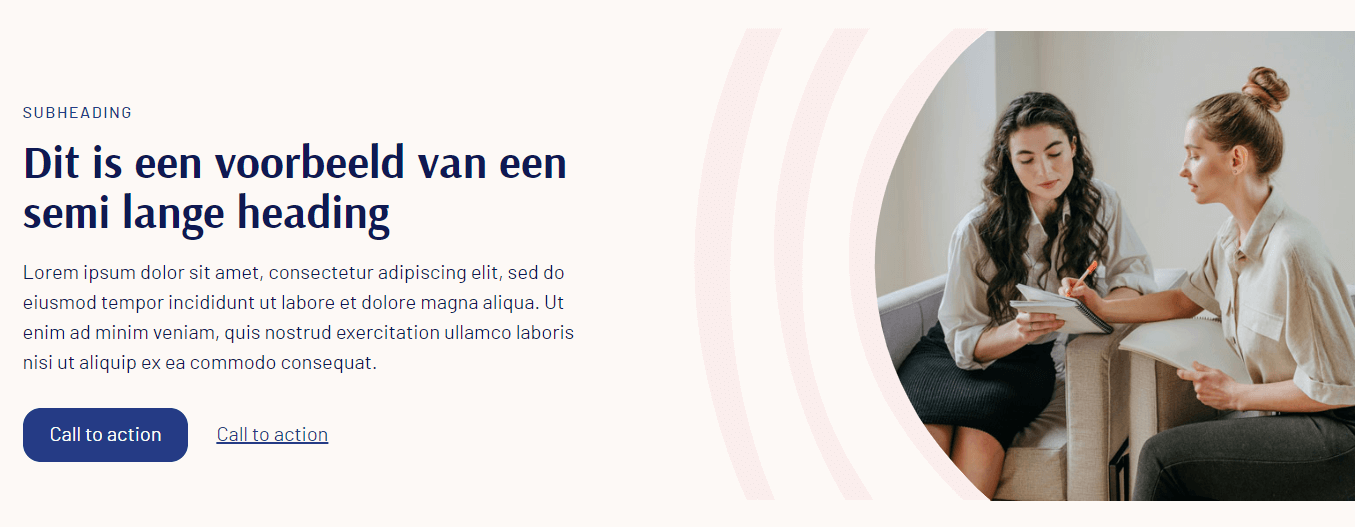 SUBHEADING
Dit is een voorbeeld van een
semi lange heading
Lorem ipsum dolor sit amet, consectetur adipiscing elit, sed do
eiusmod tempor incididunt ut labore et dolore magna aliqua. Ut
enim ad minim veniam, quis nostrud exercitation ullamco laboris
nisi ut aliquip ex ea commodo consequat.
Call to action
Call to action